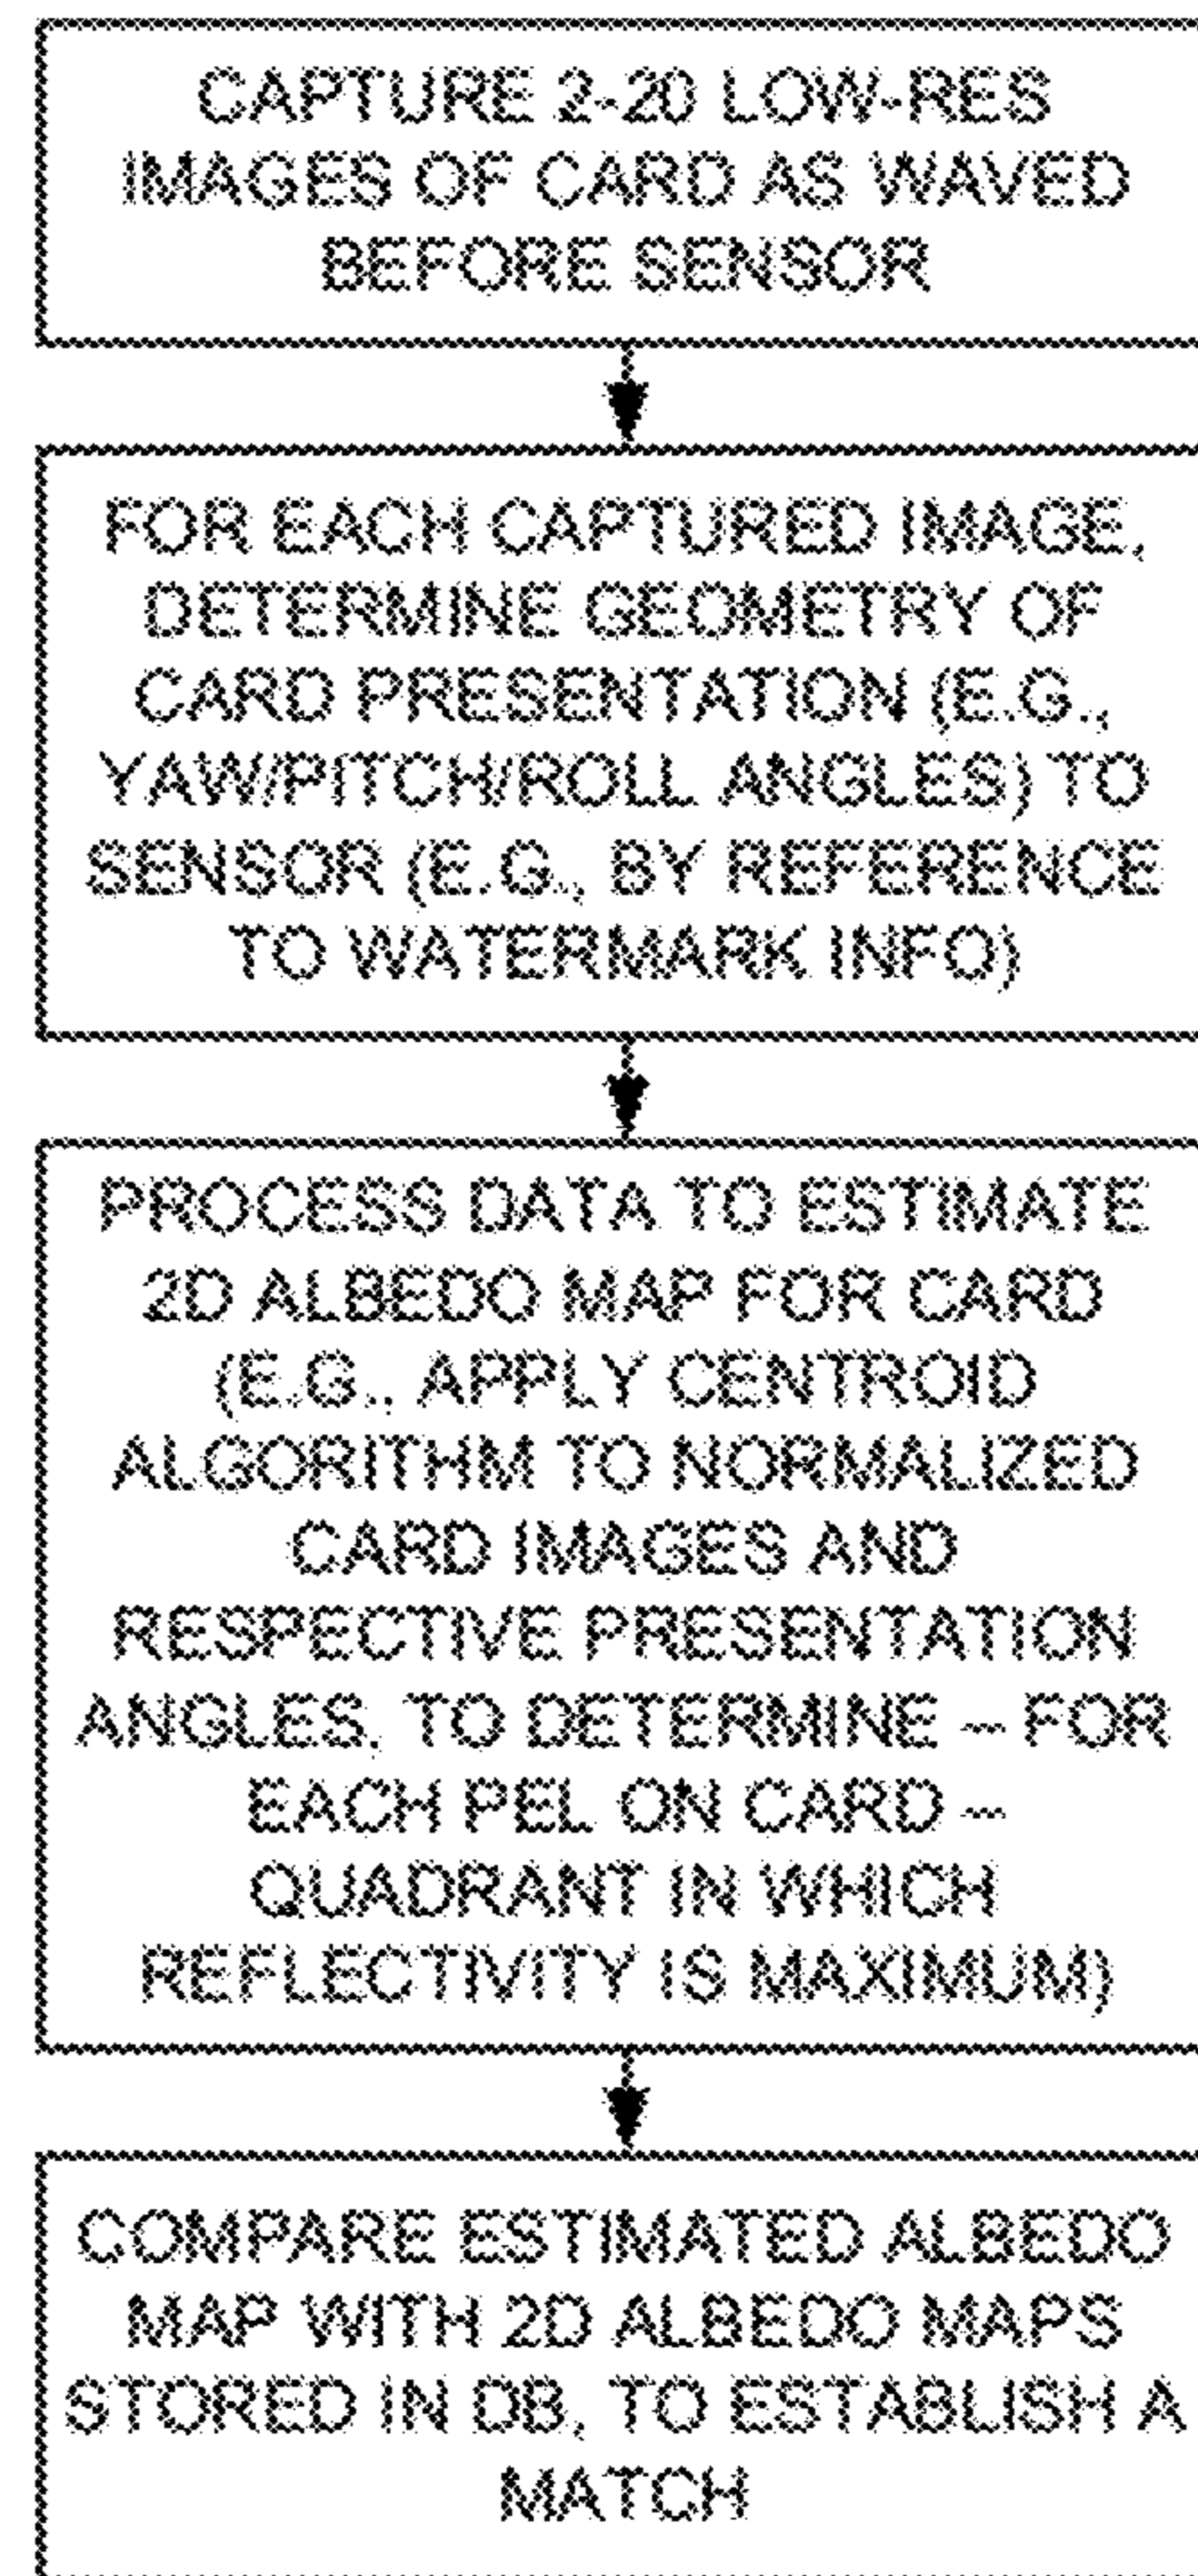 CAPTURE 2-20 LOW-RES
IMAGES OF CARD AS WAVED
BEFORE SENSOR
FOR EACH CAPTURED IMAGE,
DETERMINE GEOMETRY OF
CARD PRESENTATION (E.G.,
YAW/PITCH/ROLL ANGLES) TO
SENSOR (E.G., BY REFERENCE
TO WATERMARK INFO)
PROCESS DATA TO ESTIMATE
2D ALBEDO MAP FOR CARD
(E.G., APPLY CENTROID
ALGORITHM TO NORMALIZED
CARD IMAGES AND
RESPECTIVE PRESENTATION
ANGLES, TO DETERMINE -- FOR
EACH PEL ON CARD --
QUADRANT IN WHICH
REFLECTIVITY IS MAXIMUM)
COMPARE ESTIMATED ALBEDO
MAP WITH 2D ALBEDO MAPS
STORED IN DB, TO ESTABLISH A
MATCH